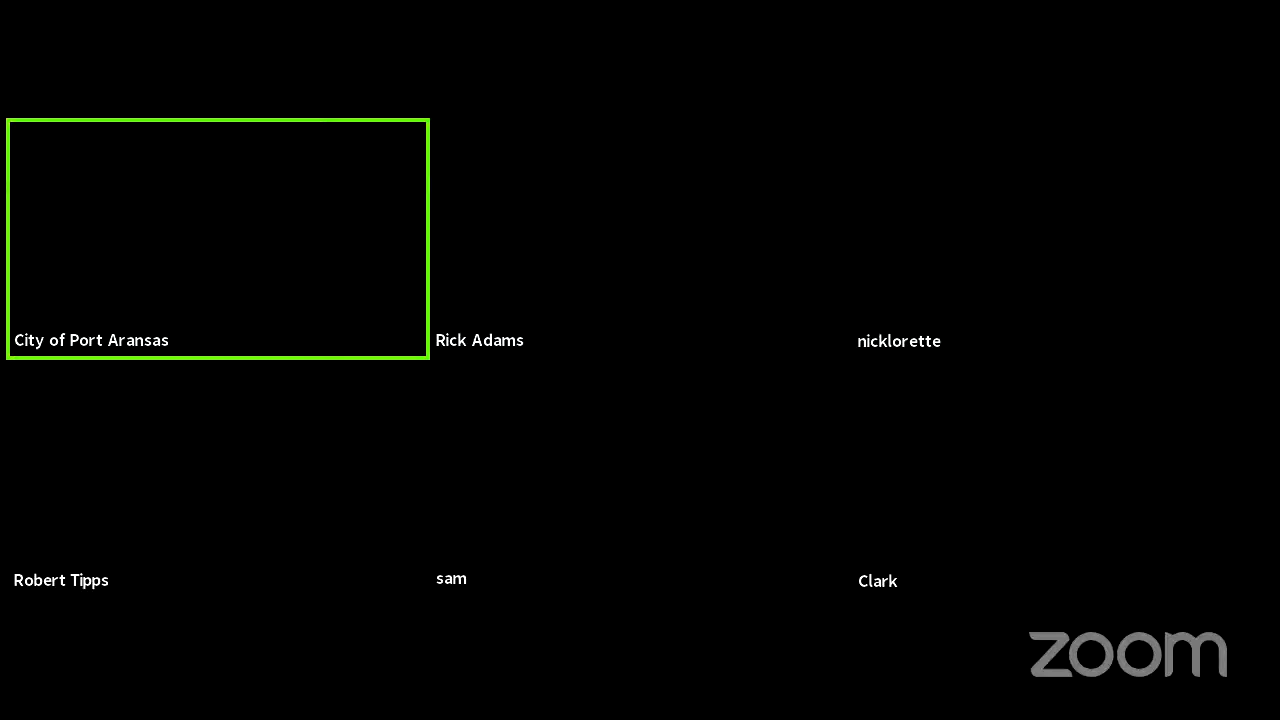 City of Port Aransas
Rick Adams
nicklorette
Robert Tipps
sam
Clark
zoom